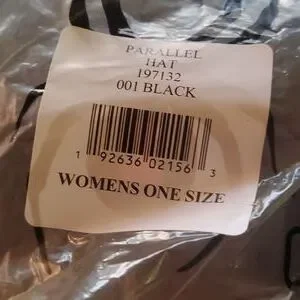 PARALLEL
HAT
197132
001 BLACK
1 92636 02156 3
WOMENS ONE SIZE